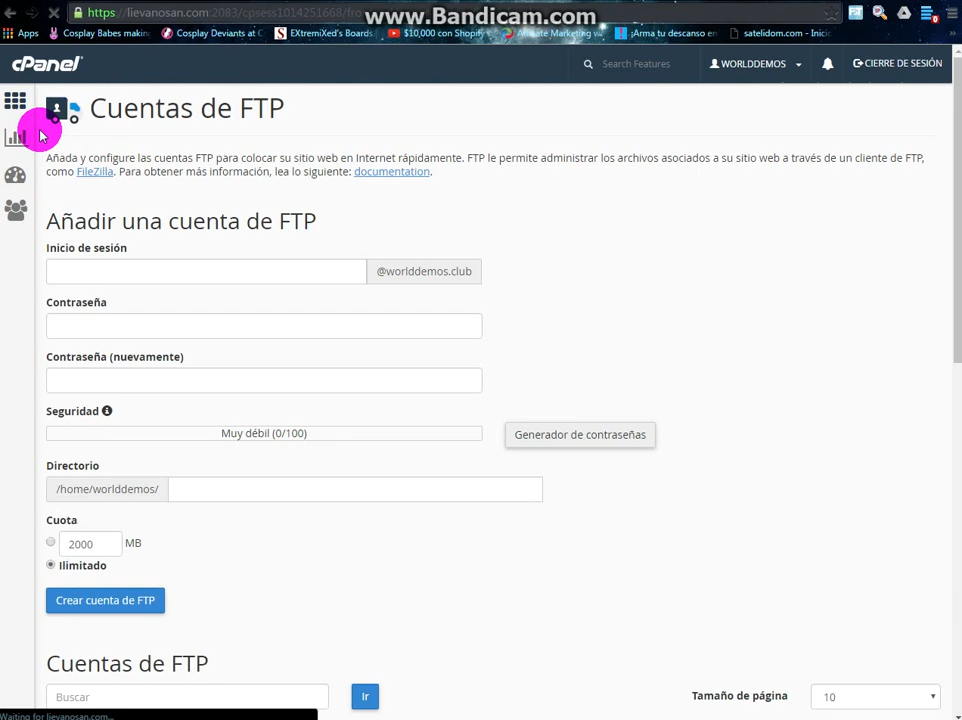 https://lievanosan.com:2083/cpsess1014251668/fro
www.Bandicam.com
Apps
Cosplay Babes makin
Cosplay Deviants at C
EXtremiXed's Boards
$10,000 con Shopify
Affiliate Marketing
¡Arma tu descanso en
satelidom.com - Inici
cPanel
Search Features
WORLDDEMOS
CIERRE DE SESIÓN
Cuentas de FTP
Añada y configure las cuentas FTP para colocar su sitio web en Internet rápidamente. FTP le permite administrar los archivos asociados a su sitio web a través de un cliente de FTP,
como FileZilla. Para obtener más información, lea lo siguiente: documentation.
Añadir una cuenta de FTP
Inicio de sesión
@worlddemos.club
Contraseña
Contraseña (nuevamente)
Seguridad
Muy débil (0/100)
Generador de contraseñas
Directorio
/home/worlddemos/
Cuota
2000 MB
Ilimitado
Crear cuenta de FTP
Cuentas de FTP
Buscar
Ir
Tamaño de página
10
Waiting for lievanosan.com...